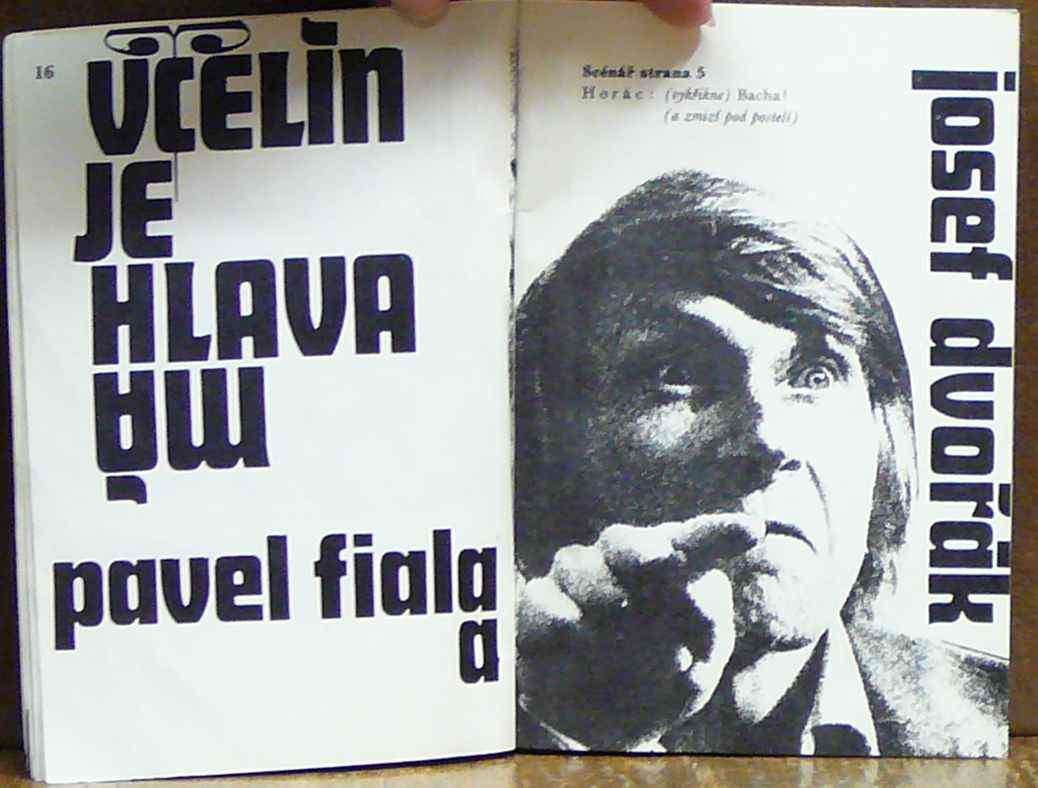 16
VČELÍN
JE
HLAVA
MÁ
pavel fiala
a
Scénář strana 5
Horác: (vykřikne) Bacha!
(a zmizí pod postelí)
josef dvořák